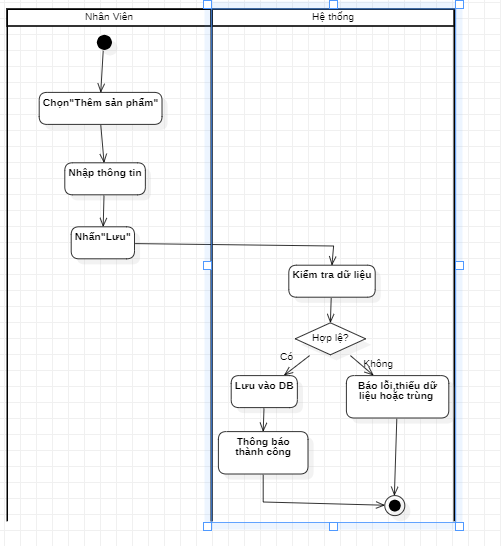 Nhân Viên
Hệ thống
Chọn"Thêm sản phẩm"
Nhập thông tin
Nhấn"Lưu"
Kiểm tra dữ liệu
Hợp lệ?
Có
Không
Lưu vào DB
Báo lỗi,thiếu dữ
liệu hoặc trùng
Thông báo
thành công